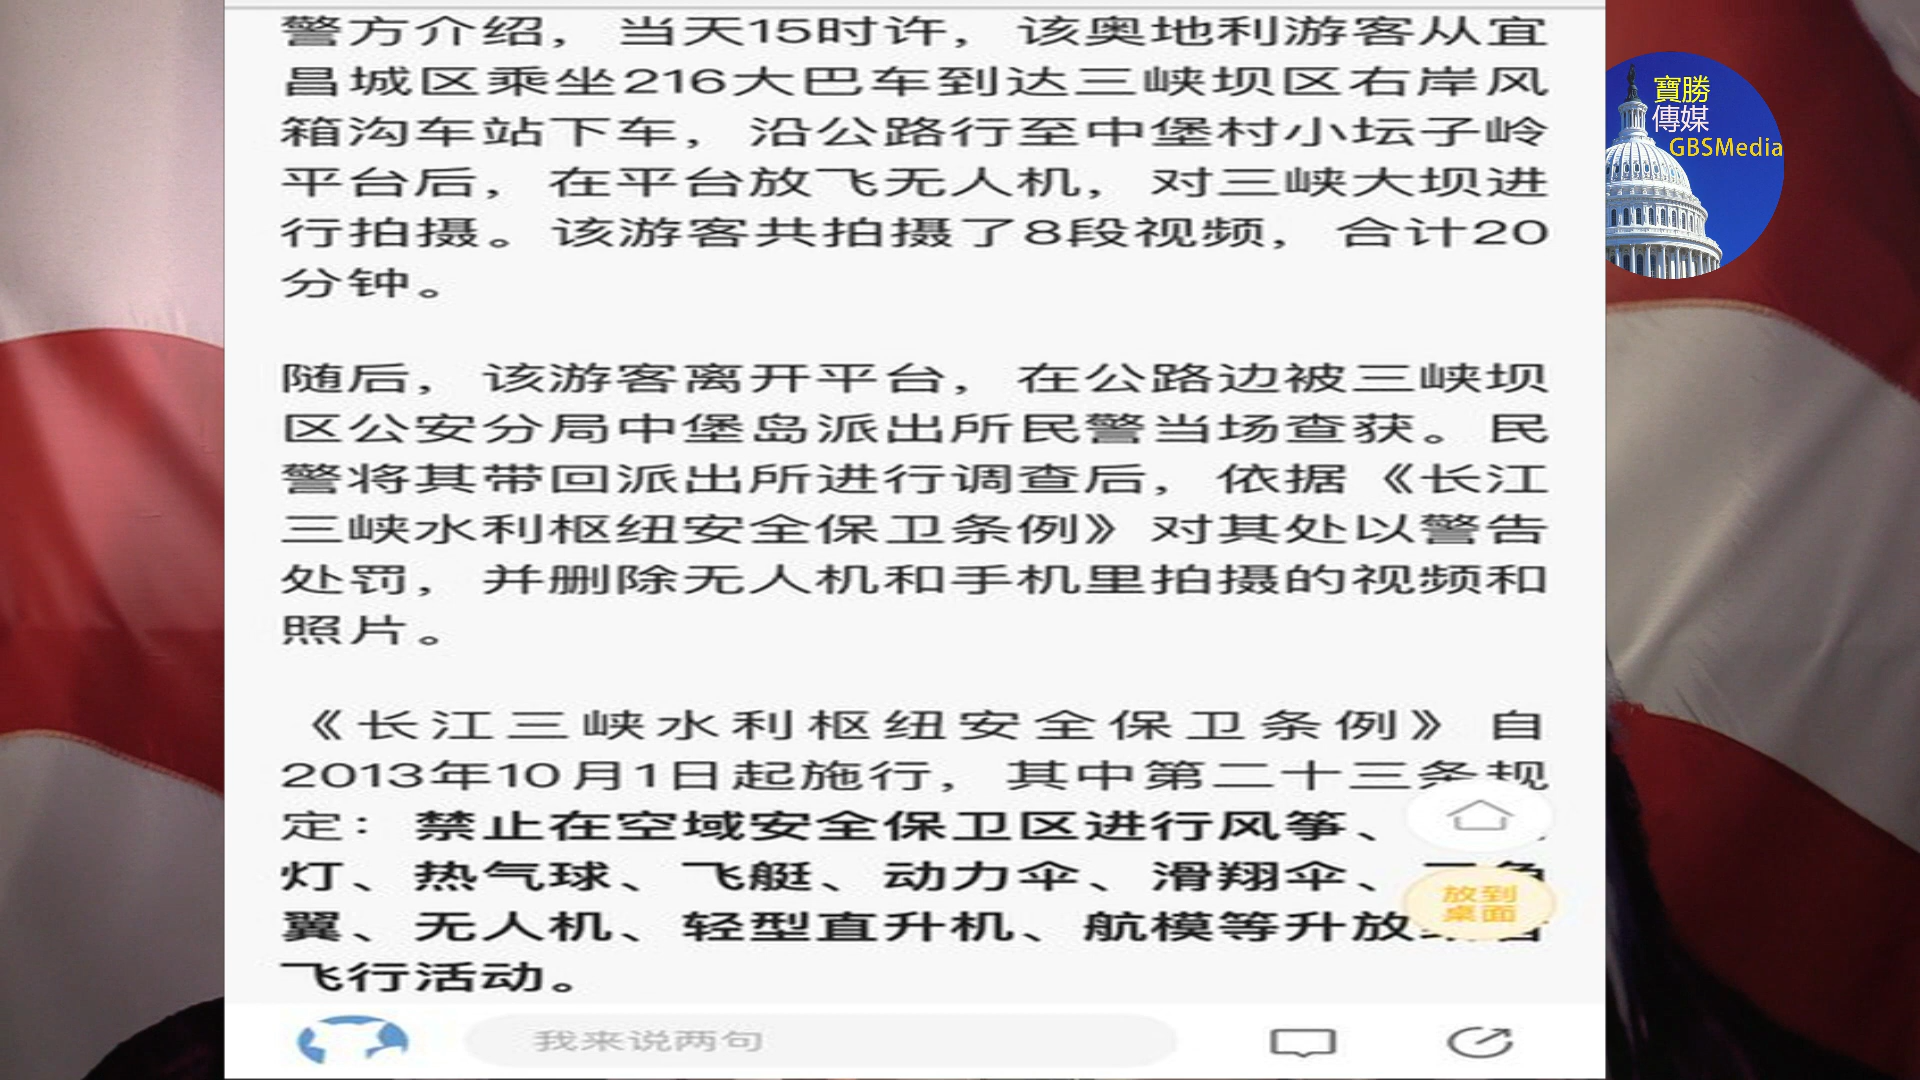 警方介绍，当天15时许，该奥地利游客从宜
昌城区乘坐216大巴车到达三峡坝区右岸风
箱沟车站下车，沿公路行至中堡村小坛子岭
平台后，在平台放飞无人机，对三峡大坝进
行拍摄。该游客共拍摄了8段视频，合计20
分钟。
随后，该游客离开平台，在公路边被三峡坝
区公安分局中堡岛派出所民警当场查获。民
警将其带回派出所进行调查后，依据《长江
三峡水利枢纽安全保卫条例》对其处以警告
处罚，并删除无人机和手机里拍摄的视频和
照片。
《长江三峡水利枢纽安全保卫条例》自
2013年10月1日起施行，其中第二十三条规
定：禁止在空域安全保卫区进行风筝、
灯、热气球、飞艇、动力伞、滑翔伞、三角
翼、无人机、轻型直升机、航模等升放
飞行活动。
放到
桌面
我来说两句
寶勝
傳媒
GBSMedia